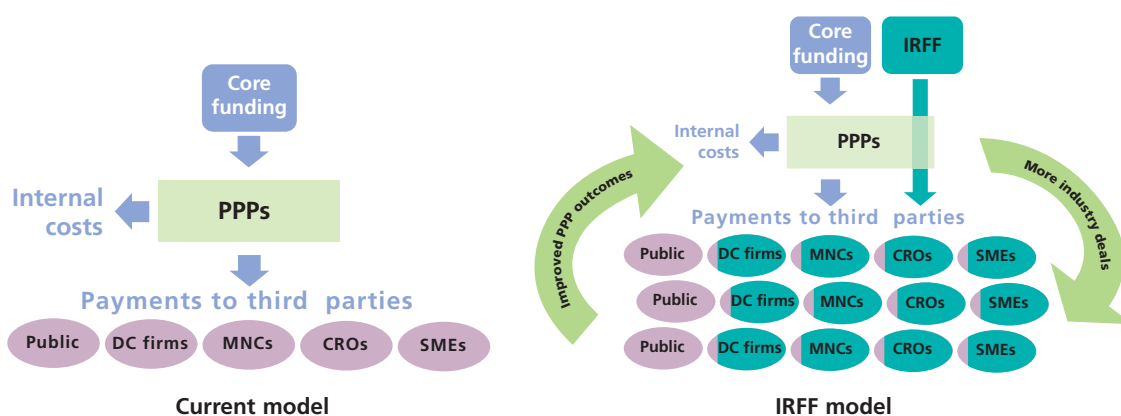 Core
funding
Internal
costs
PPPs
Payments to third parties
Public
DC firms
MNCs
CROs
SMEs
Current model
Core
funding
IRFF
Internal
costs
PPPs
Improved PPP outcomes
More industry deals
Payments to third parties
Public
DC firms
MNCs
CROs
SMEs
Public
DC firms
MNCs
CROs
SMEs
Public
DC firms
MNCs
CROs
SMEs
IRFF model